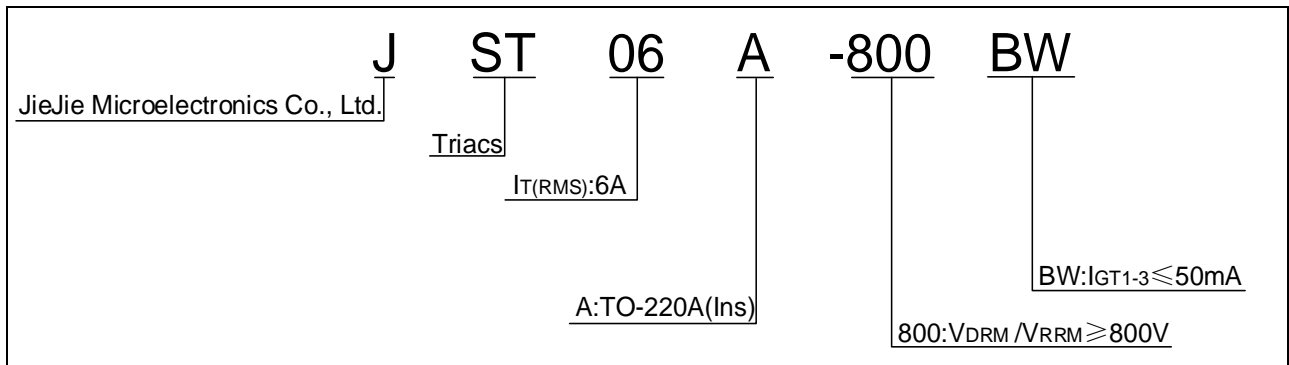 J ST 06 A -800 BW
JieJie Microelectronics Co., Ltd.
Triacs
IT(RMS):6A
BW:IGT1-3≤50mA
A:TO-220A(Ins)
800:VDRM /VRRM≥800V